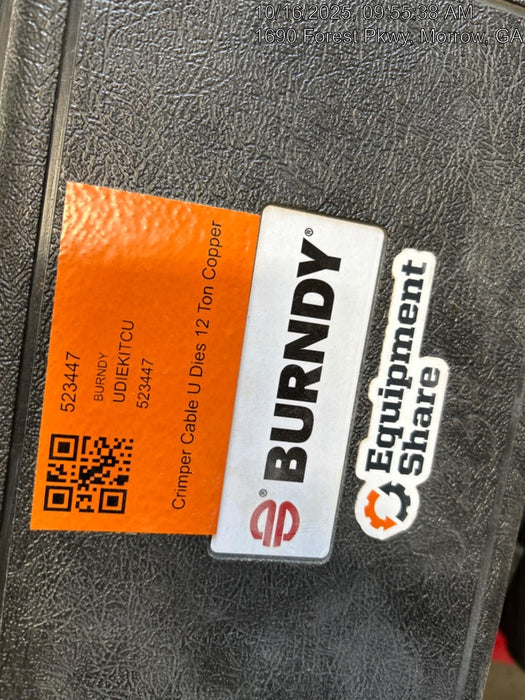 10/16/2025, 09:55:38 AM
1690 Forest Pkwy, Morrow, GA
523447
BURNDY
UDIEKITCU
523447
Crimper Cable U Dies 12 Ton Copper
BURNDY®
®
Equipment
Share